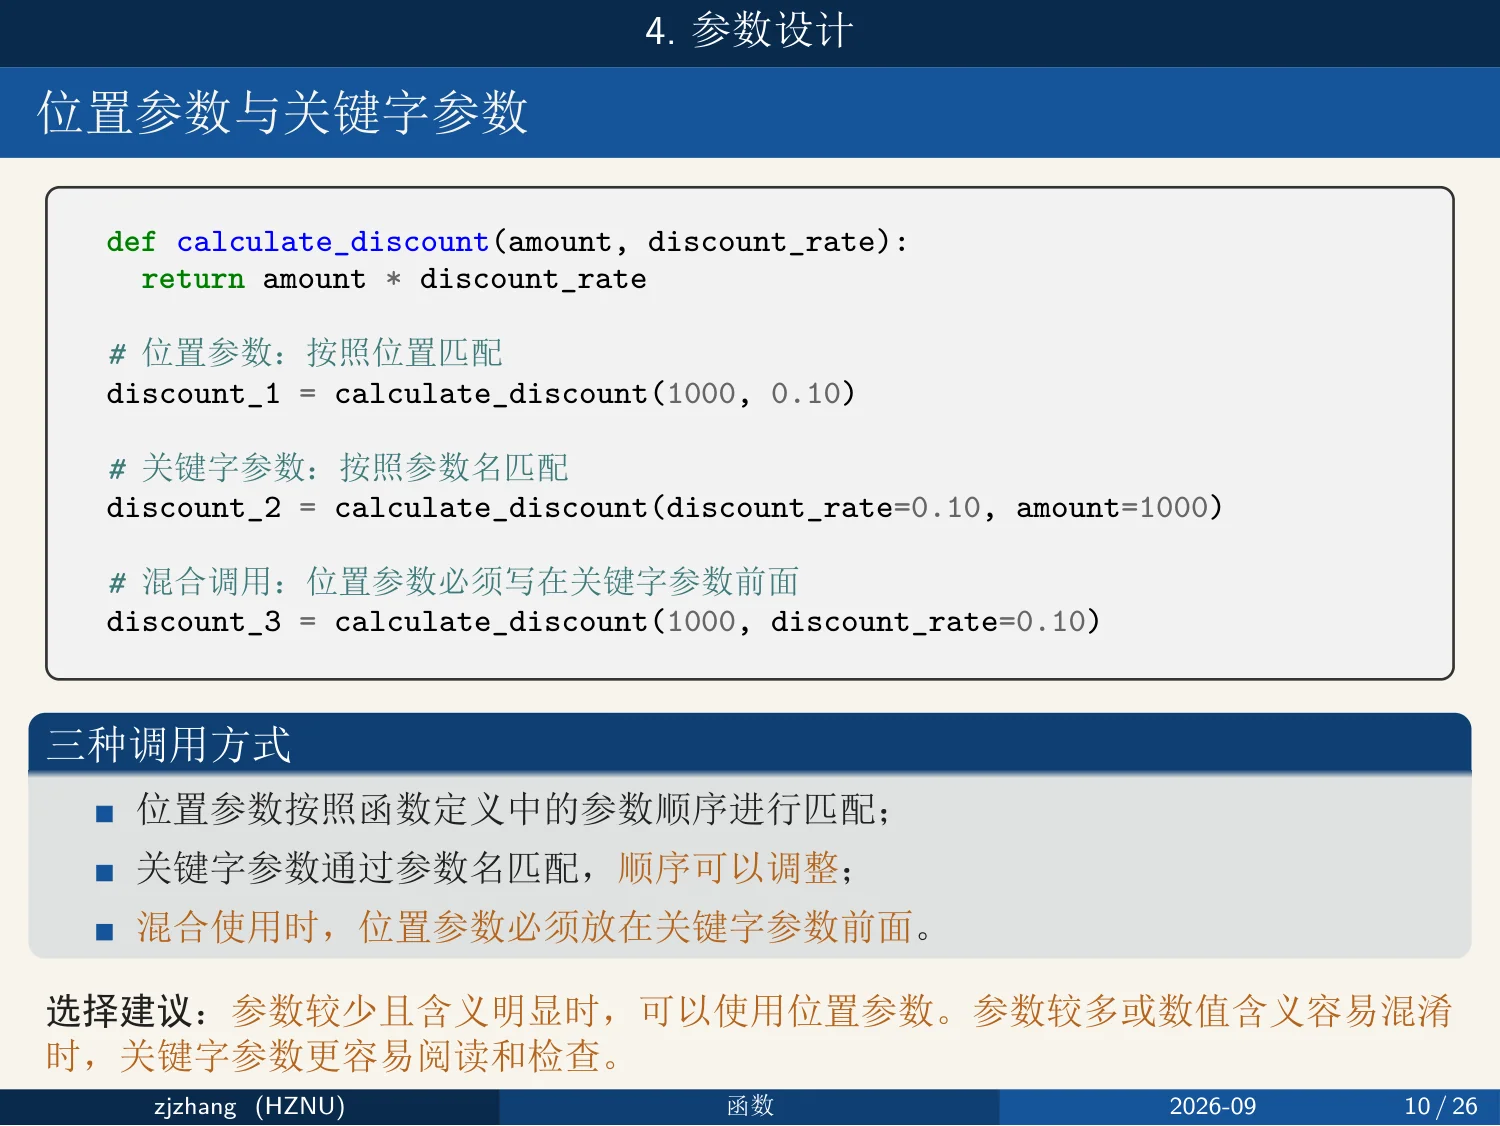 4. 参数设计
位置参数与关键字参数
def calculate_discount(amount, discount_rate):
  return amount * discount_rate
# 位置参数：按照位置匹配
discount_1 = calculate_discount(1000, 0.10)
# 关键字参数：按照参数名匹配
discount_2 = calculate_discount(discount_rate=0.10, amount=1000)
# 混合调用：位置参数必须写在关键字参数前面
discount_3 = calculate_discount(1000, discount_rate=0.10)
三种调用方式
位置参数按照函数定义中的参数顺序进行匹配；
关键字参数通过参数名匹配，顺序可以调整；
混合使用时，位置参数必须放在关键字参数前面。
选择建议：参数较少且含义明显时，可以使用位置参数。参数较多或数值含义容易混淆
时，关键字参数更容易阅读和检查。
zjzhang (HZNU) 函数 2026-09 10 / 26